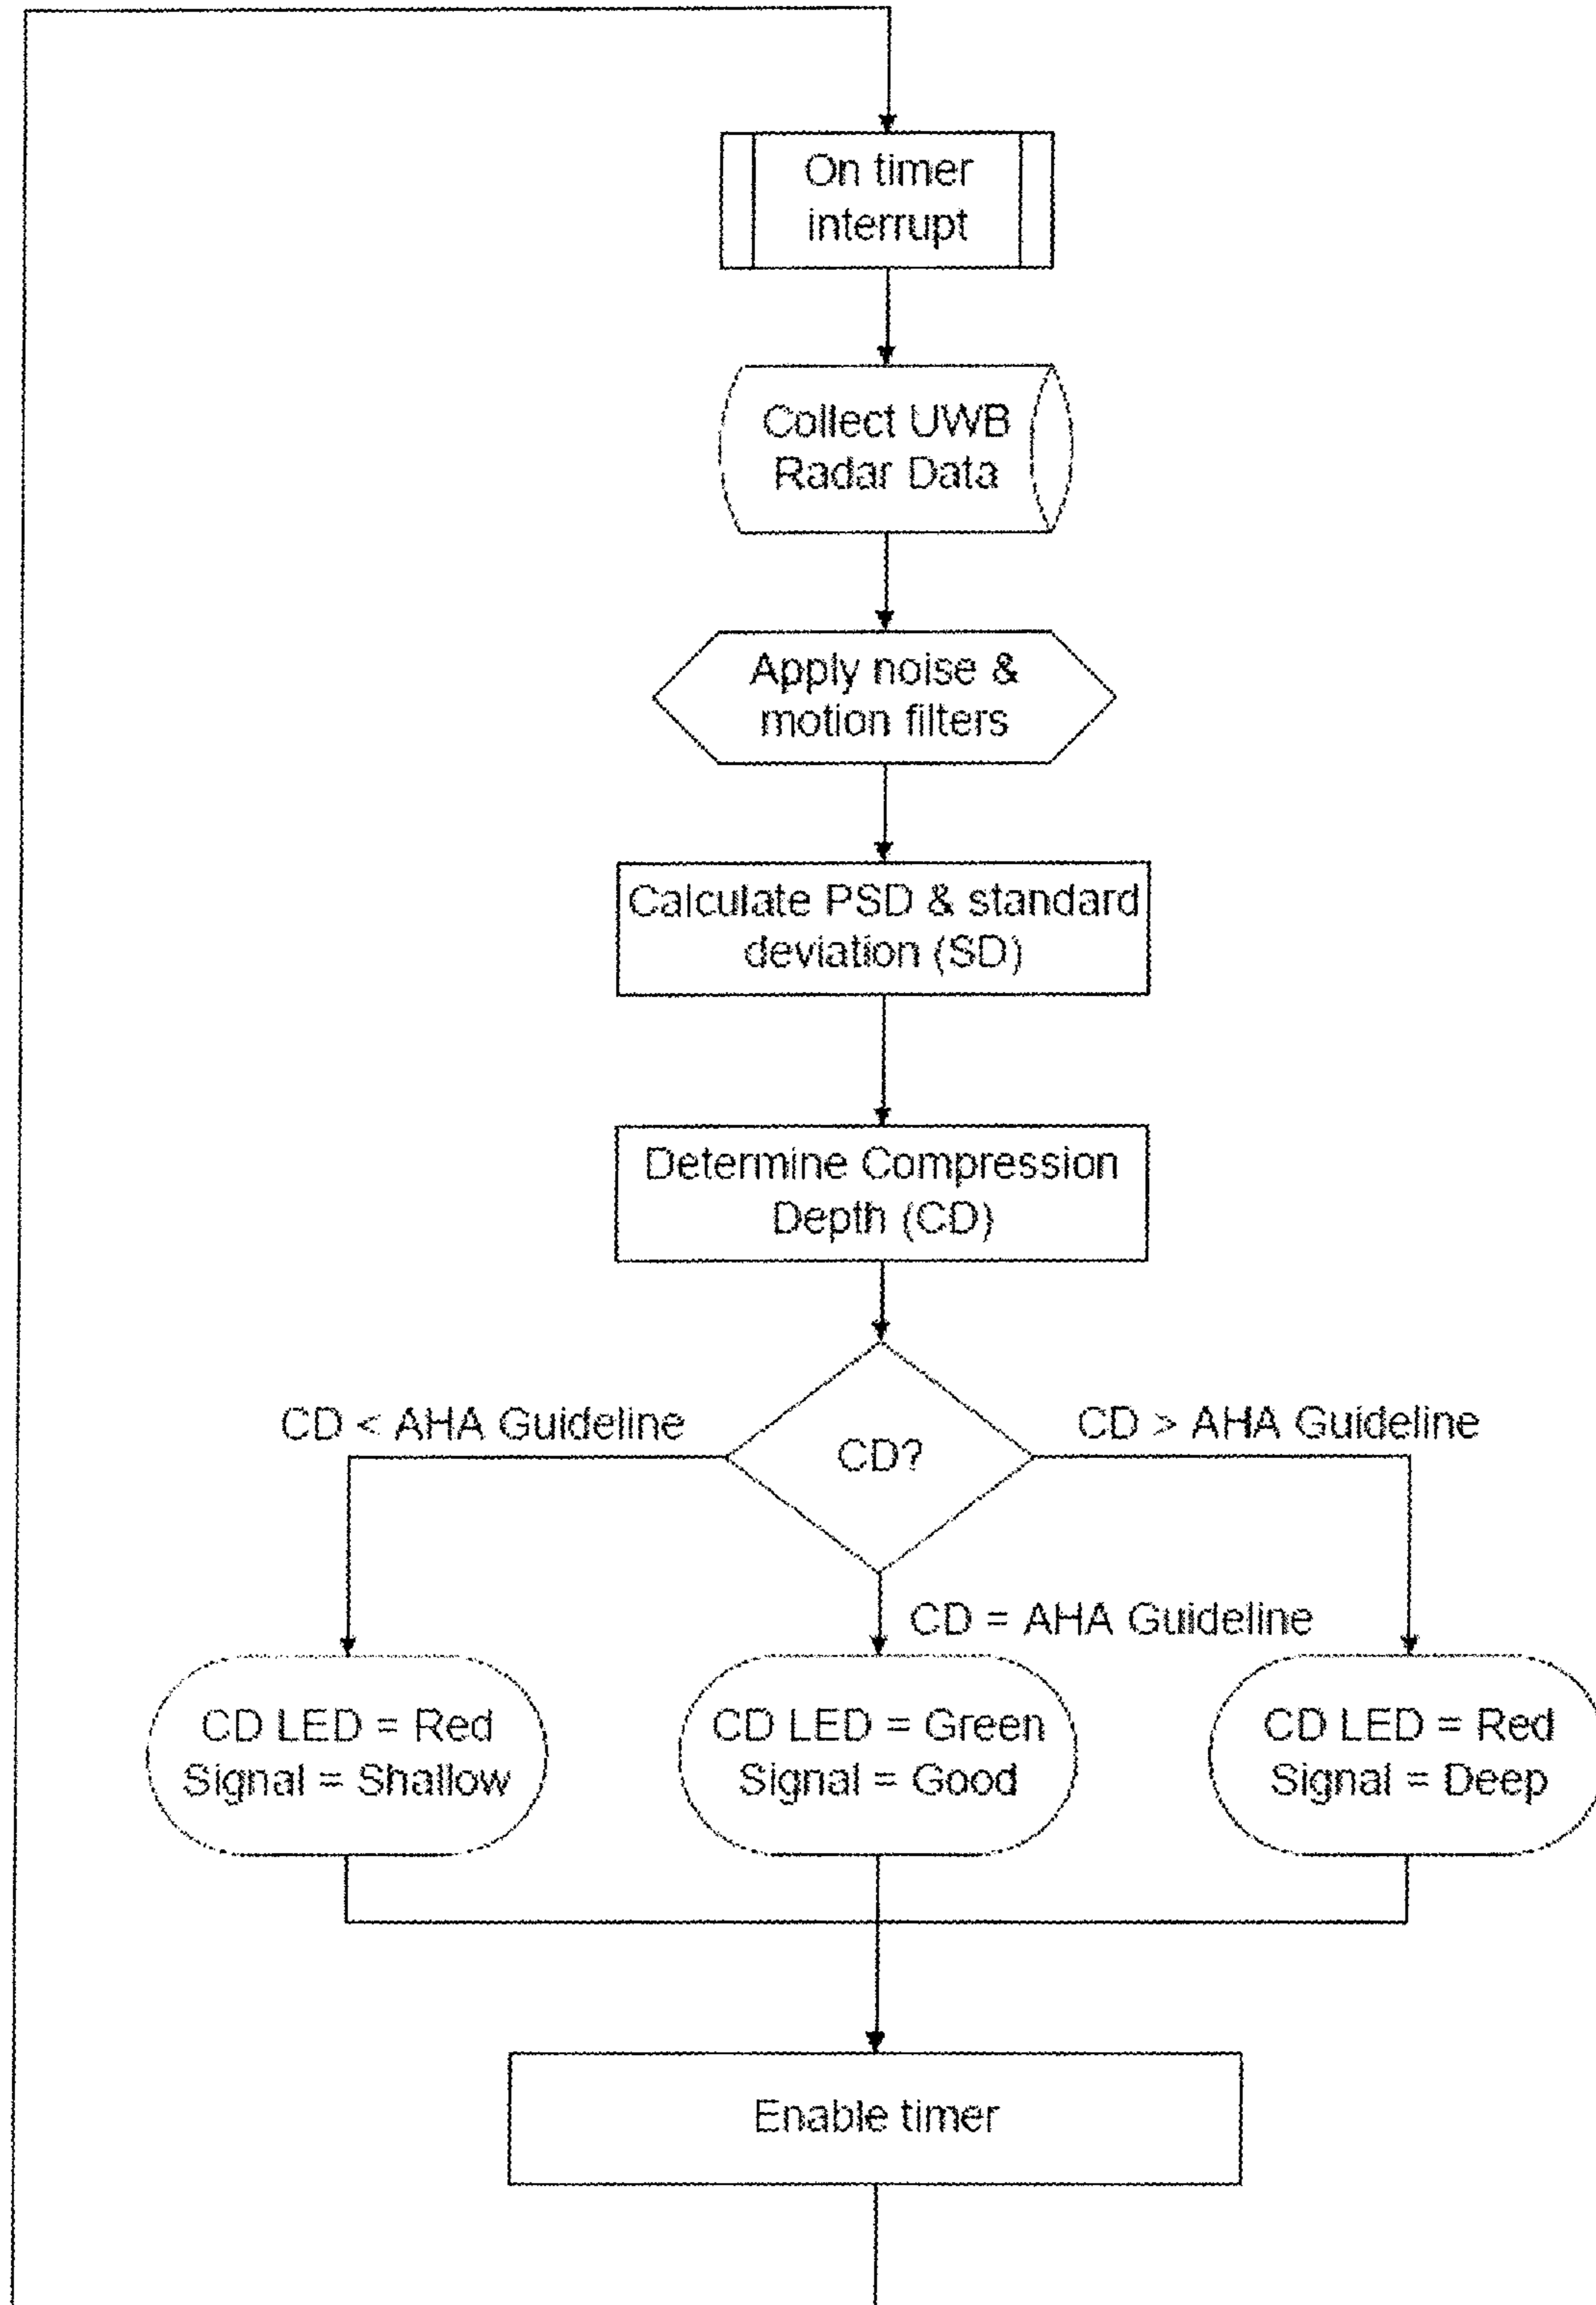 On timer
interrupt
Collect UWB
Radar Data
Apply noise &
motion filters
Calculate PSD & standard
deviation (SD)
Determine Compression
Depth (CD)
CD < AHA Guideline
CD?
CD > AHA Guideline
CD = AHA Guideline
CD LED = Red
Signal = Shallow
CD LED = Green
Signal = Good
CD LED = Red
Signal = Deep
Enable timer